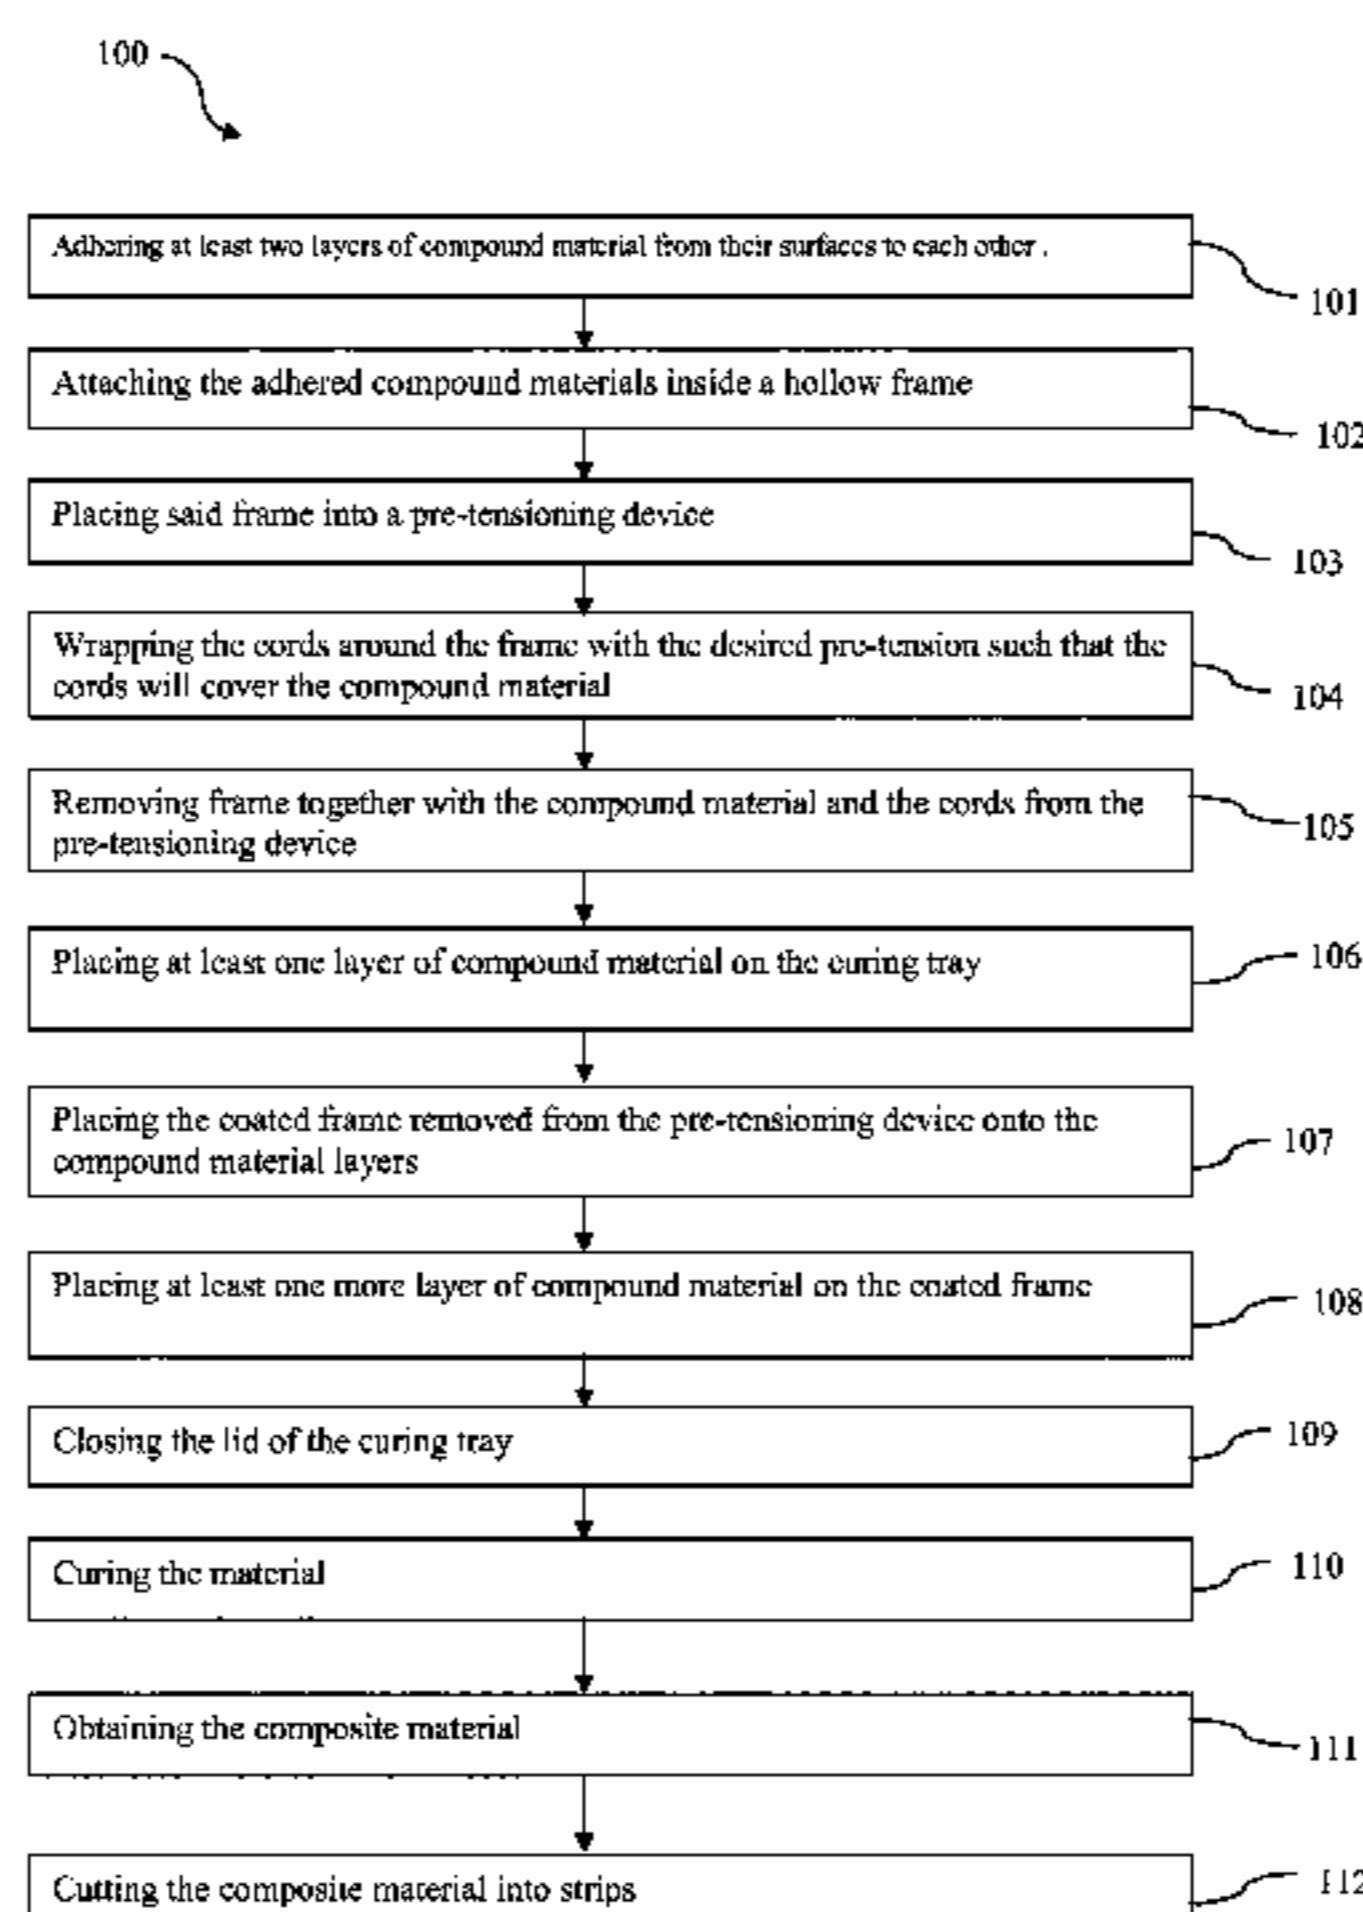 100
Adhering at least two layers of compound material from their surfaces to each other .
101
Attaching the adhered compound materials inside a hollow frame
102
Placing said frame into a pre-tensioning device
103
Wrapping the cords around the frame with the desired pre-tension such that the
cords will cover the compound material
104
Removing frame together with the compound material and the cords from the
pre-tensioning device
105
Placing at least one layer of compound material on the curing tray
106
Placing the coated frame removed from the pre-tensioning device onto the
compound material layers
107
Placing at least one more layer of compound material on the coated frame
108
Closing the lid of the curing tray
109
Curing the material
110
Obtaining the composite material
111
Cutting the composite material into strips
112